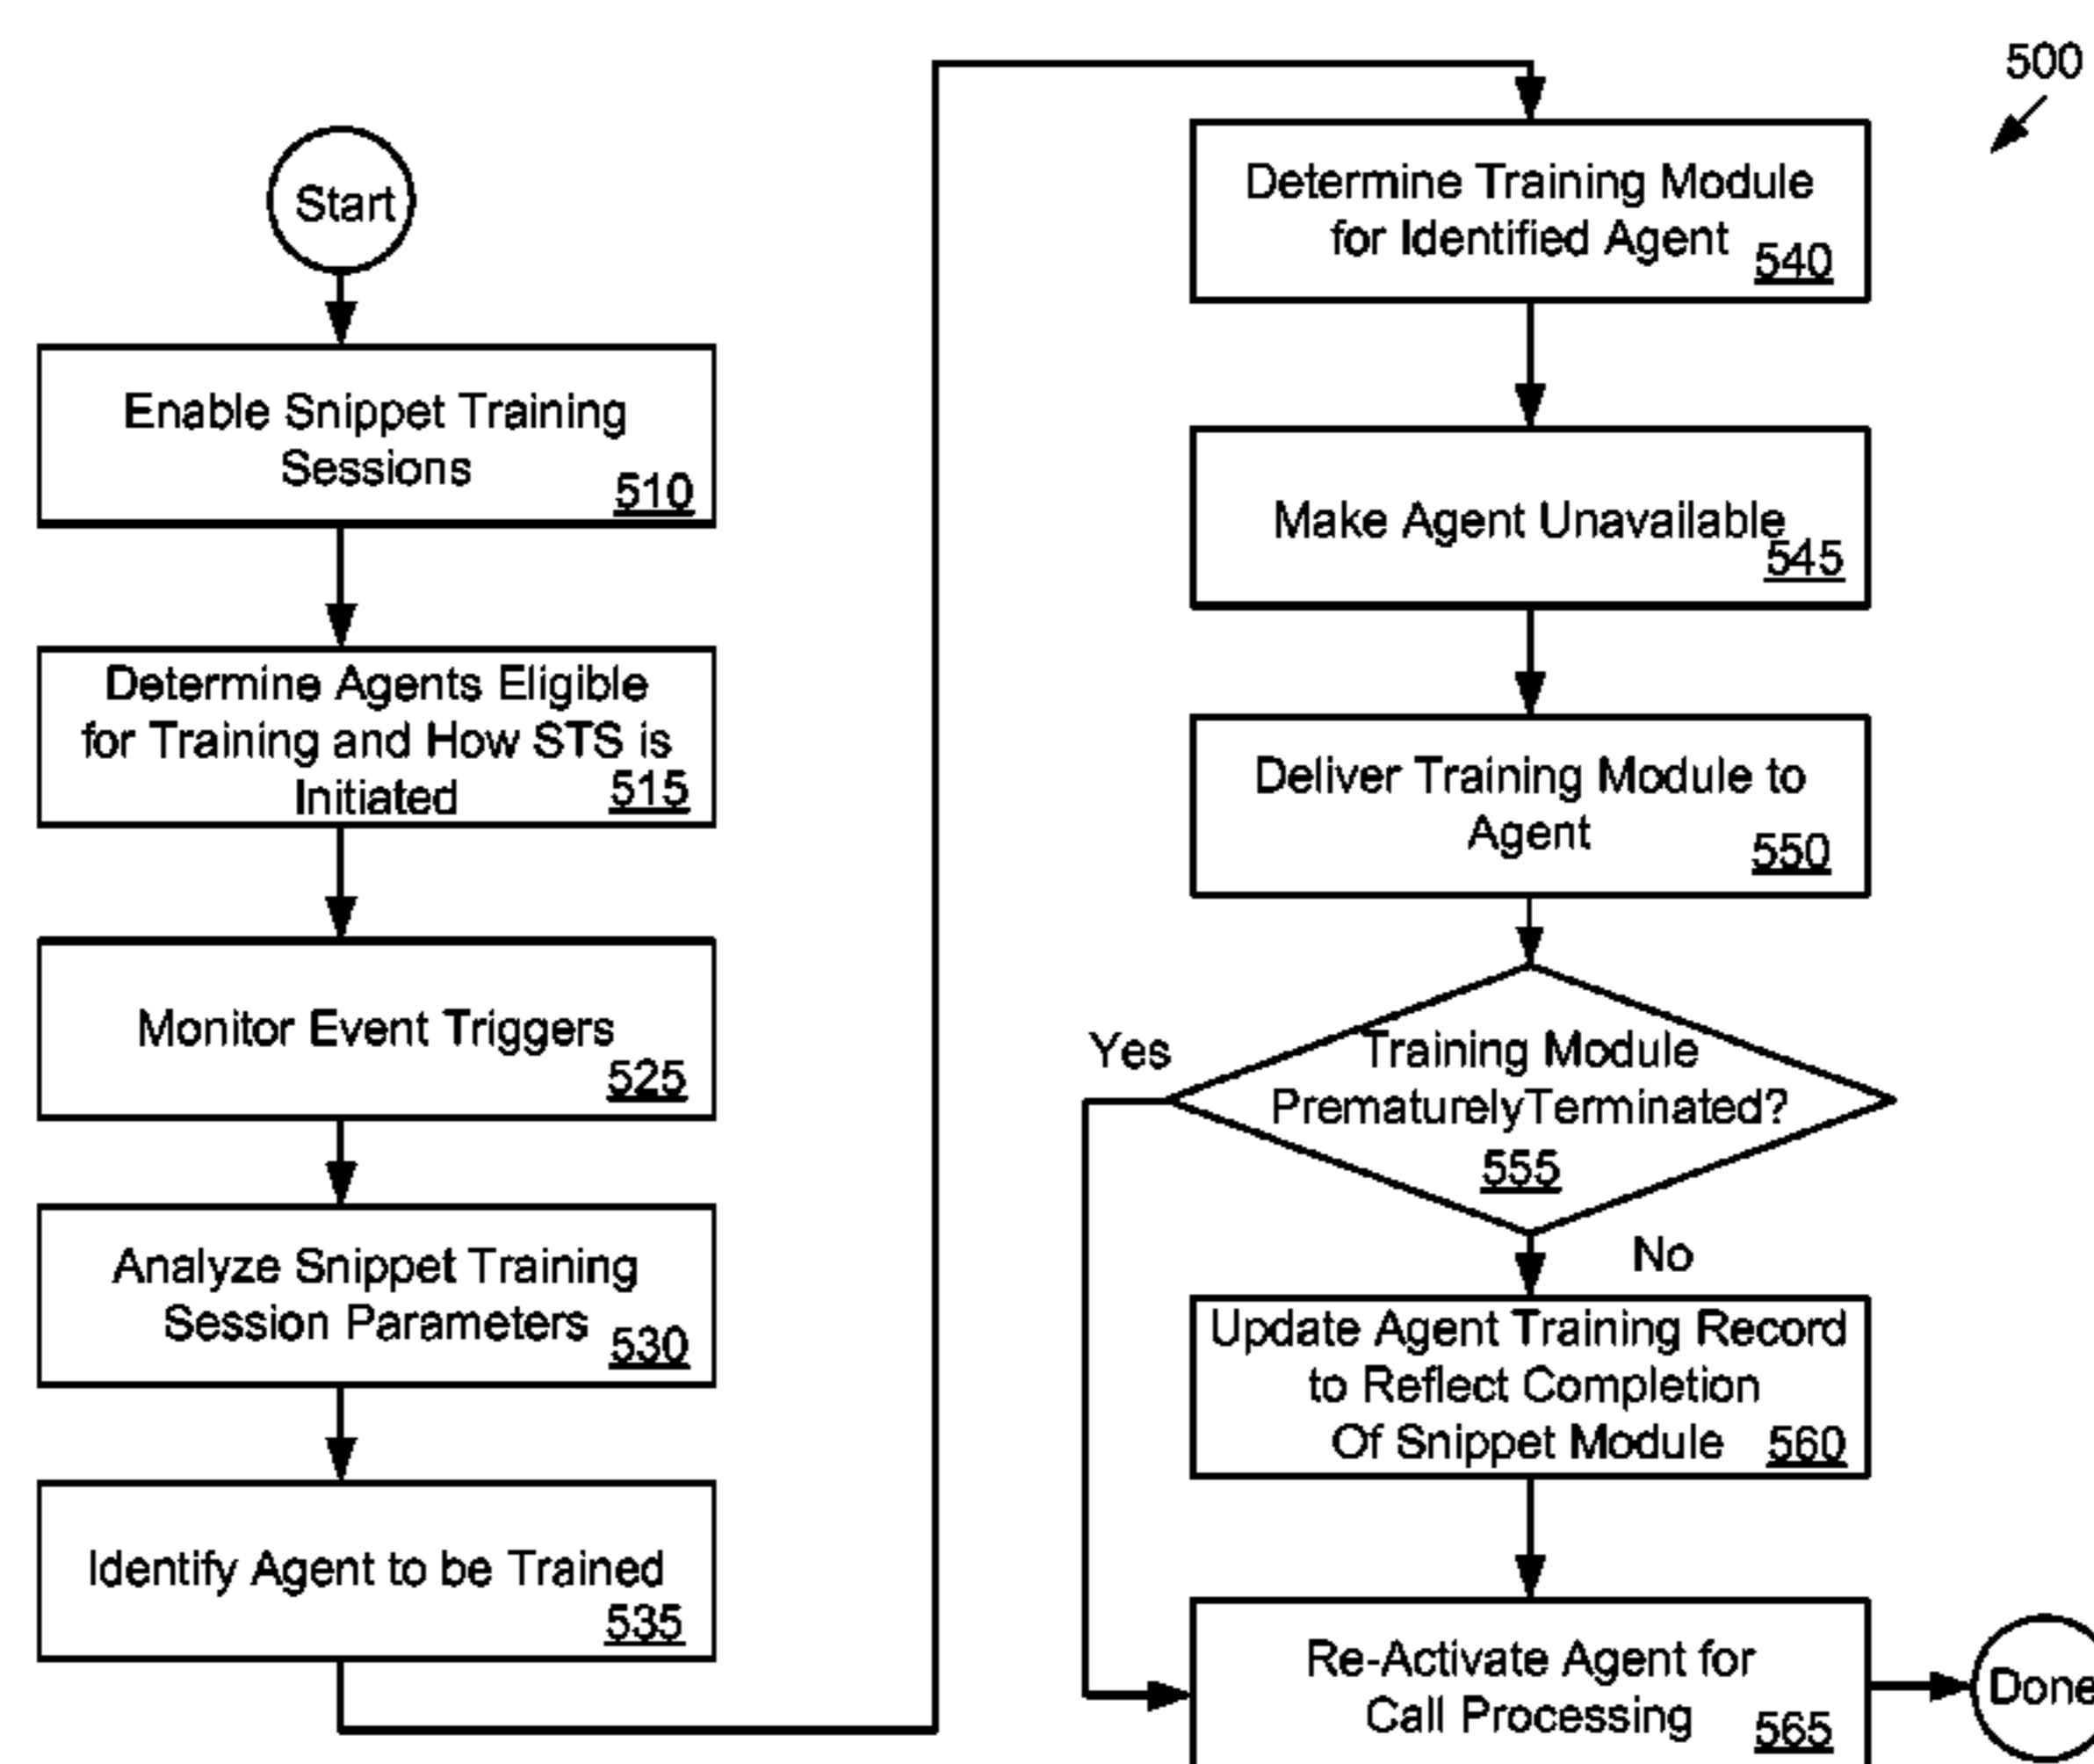 500
Start
Enable Snippet Training
Sessions
510
Determine Agents Eligible
for Training and How STS is
Initiated
515
Monitor Event Triggers
525
Analyze Snippet Training
Session Parameters
530
Identify Agent to be Trained
535
Determine Training Module
for Identified Agent
540
Make Agent Unavailable
545
Deliver Training Module to
Agent
550
Training Module
PrematurelyTerminated?
555
Yes
No
Update Agent Training Record
to Reflect Completion
Of Snippet Module
560
Re-Activate Agent for
Call Processing
565
Done